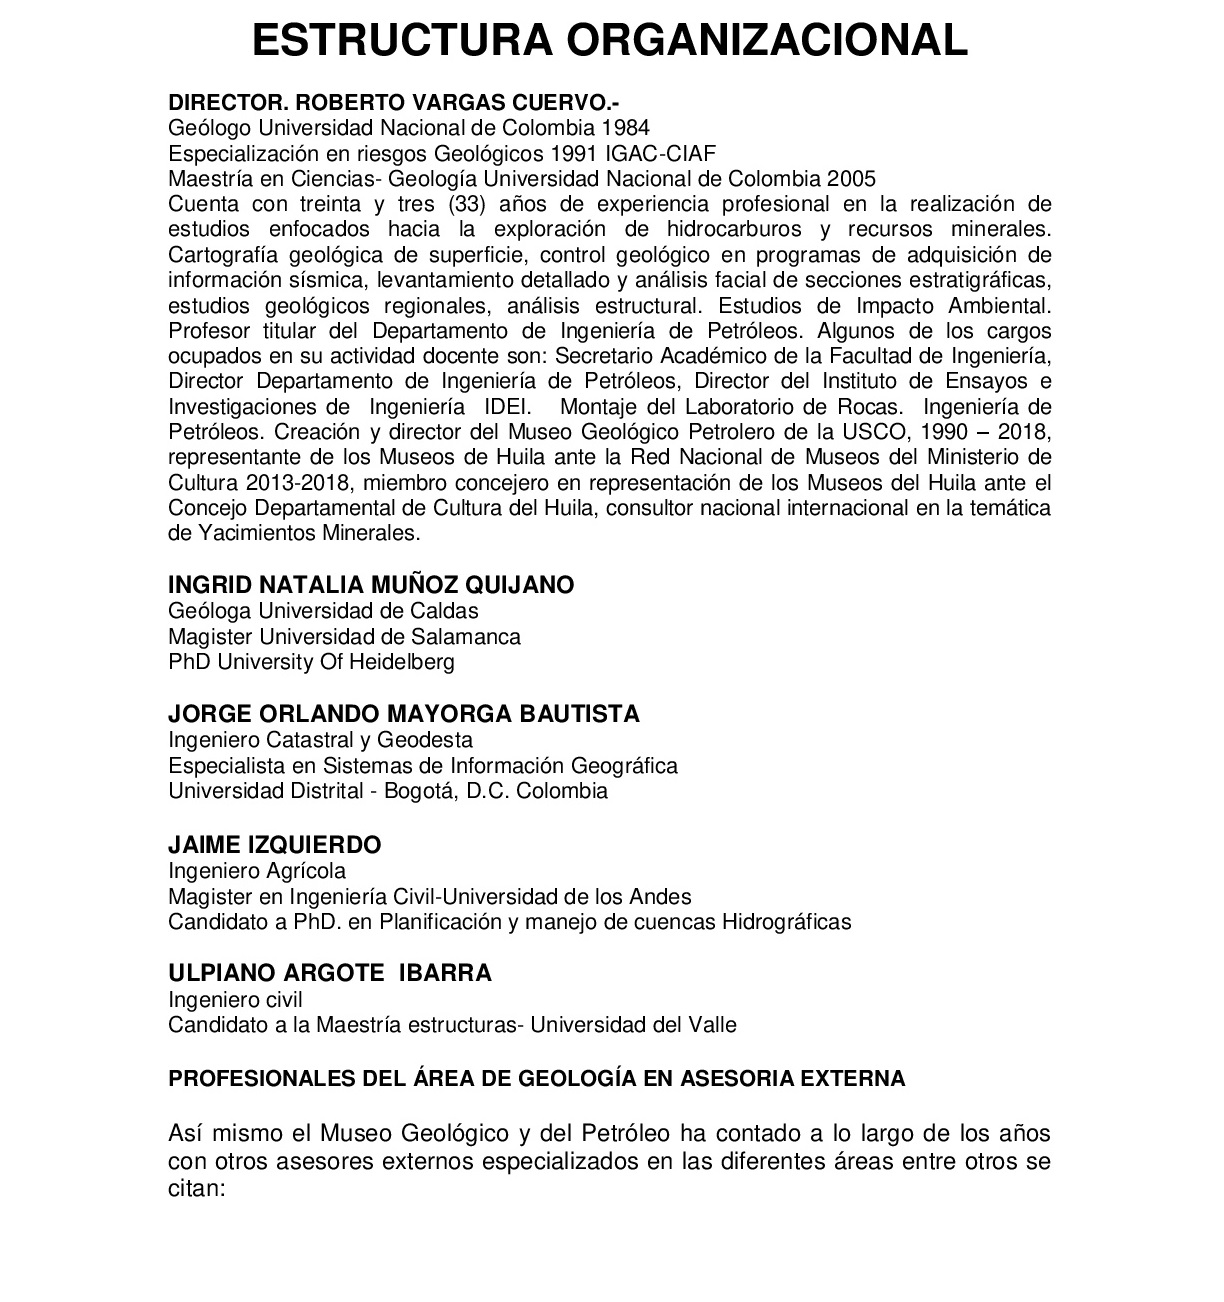 ESTRUCTURA ORGANIZACIONAL
DIRECTOR. ROBERTO VARGAS CUERVO.-
Geólogo Universidad Nacional de Colombia 1984
Especialización en riesgos Geológicos 1991 IGAC-CIAF
Maestría en Ciencias- Geología Universidad Nacional de Colombia 2005
Cuenta con treinta y tres (33) años de experiencia profesional en la realización de
estudios enfocados hacia la exploración de hidrocarburos y recursos minerales.
Cartografía geológica de superficie, control geológico en programas de adquisición de
información sísmica, levantamiento detallado y análisis facial de secciones estratigráficas,
estudios geológicos regionales, análisis estructural. Estudios de Impacto Ambiental.
Profesor titular del Departamento de Ingeniería de Petróleos. Algunos de los cargos
ocupados en su actividad docente son: Secretario Académico de la Facultad de Ingeniería,
Director Departamento de Ingeniería de Petróleos, Director del Instituto de Ensayos e
Investigaciones de Ingeniería IDEI. Montaje del Laboratorio de Rocas. Ingeniería de
Petróleos. Creación y director del Museo Geológico Petrolero de la USCO, 1990 – 2018,
representante de los Museos de Huila ante la Red Nacional de Museos del Ministerio de
Cultura 2013-2018, miembro concejero en representación de los Museos del Huila ante el
Concejo Departamental de Cultura del Huila, consultor nacional internacional en la temática
de Yacimientos Minerales.
INGRID NATALIA MUÑOZ QUIJANO
Geóloga Universidad de Caldas
Magister Universidad de Salamanca
PhD University Of Heidelberg
JORGE ORLANDO MAYORGA BAUTISTA
Ingeniero Catastral y Geodesta
Especialista en Sistemas de Información Geográfica
Universidad Distrital - Bogotá, D.C. Colombia
JAIME IZQUIERDO
Ingeniero Agrícola
Magister en Ingeniería Civil-Universidad de los Andes
Candidato a PhD. en Planificación y manejo de cuencas Hidrográficas
ULPIANO ARGOTE IBARRA
Ingeniero civil
Candidato a la Maestría estructuras- Universidad del Valle
PROFESIONALES DEL ÁREA DE GEOLOGÍA EN ASESORIA EXTERNA
Así mismo el Museo Geológico y del Petróleo ha contado a lo largo de los años
con otros asesores externos especializados en las diferentes áreas entre otros se
citan: